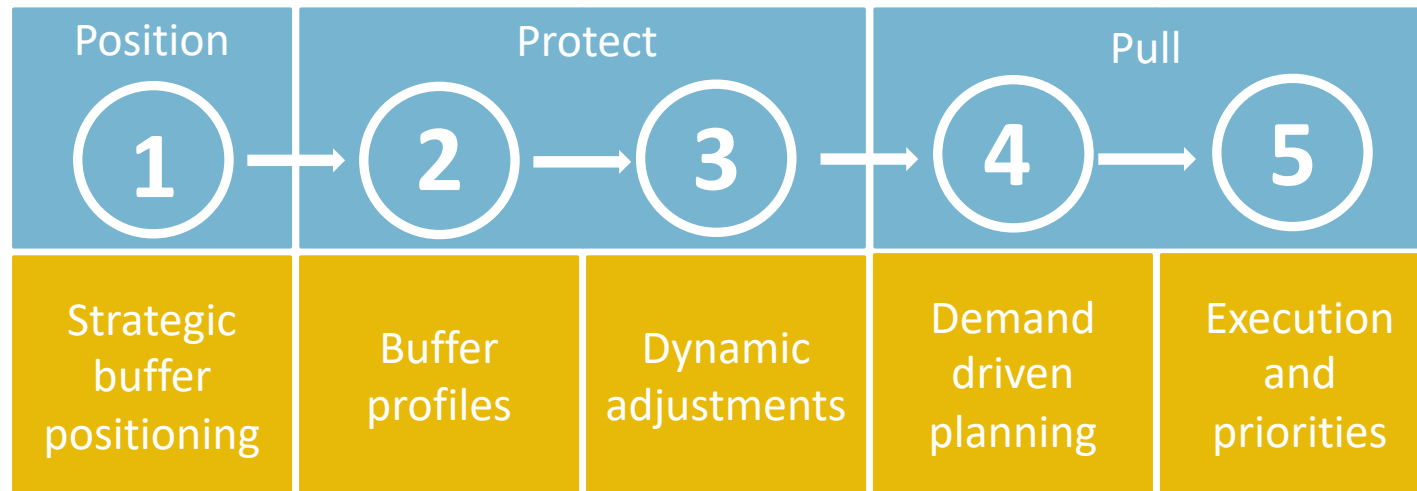 Position
Protect
Pull
1
2
3
4
5
Strategic
buffer
positioning
Buffer
profiles
Dynamic
adjustments
Demand
driven
planning
Execution
and
priorities